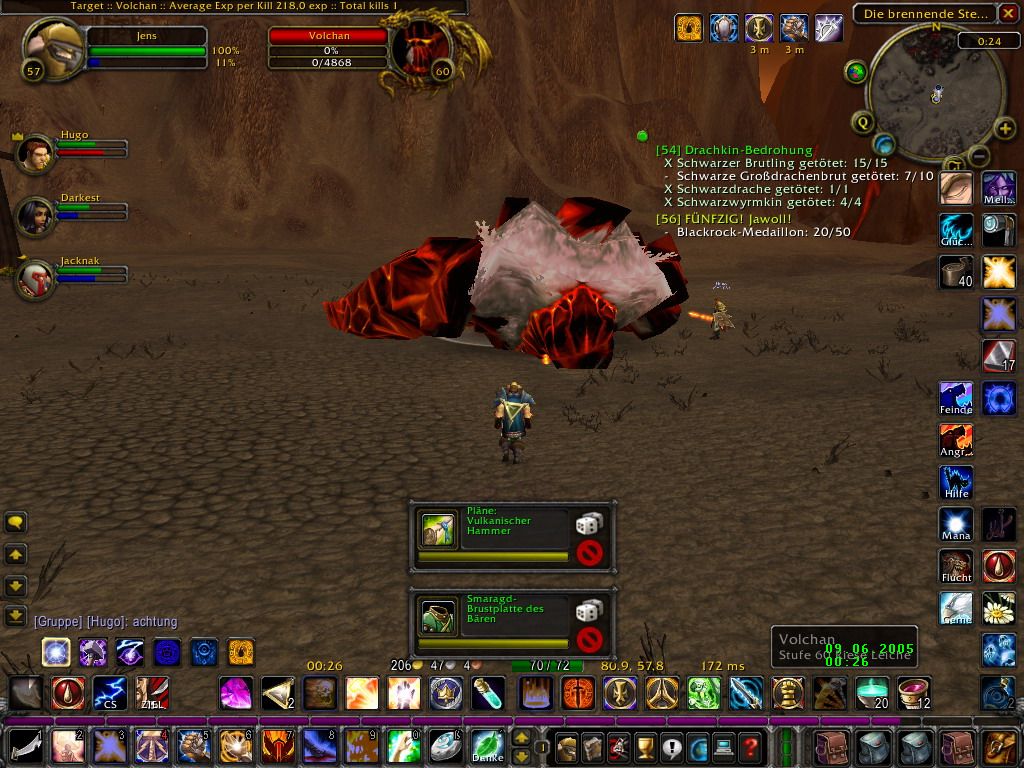 Target :: Volchan :: Average Exp per Kill 218,0 exp :: Total kills 1
Jens
100%
11%
57
Volchan
0%
0/4868
60
3 m
3 m
Die brennende Ste...
N
0:24
Q
Hugo
Darkest
Jacknak
[54] Drachkin-Bedrohung
X Schwarzer Brutling getötet: 15/15
- Schwarze Großdrachenbrut getötet: 7/10
X Schwarzdrache getötet: 1/1
X Schwarzwyrmkin getötet: 4/4
[56] FÜNFZIG! Jawoll!
- Blackrock-Medaillon: 20/50
40
17
Feinde
Angr...
Hilfe
Mana
Flucht
Pläne:
Vulkanischer
Hammer
Smaragd-
Brustplatte des
Bären
[Gruppe] [Hugo]: achtung
00:26
206 47 4
70 / 72
80.9, 57.8
172 ms
Volchan
Stufe 60 Riese Leiche
09.06.2005
00:26
CS
ZIEL
2
20
12
2
Danke